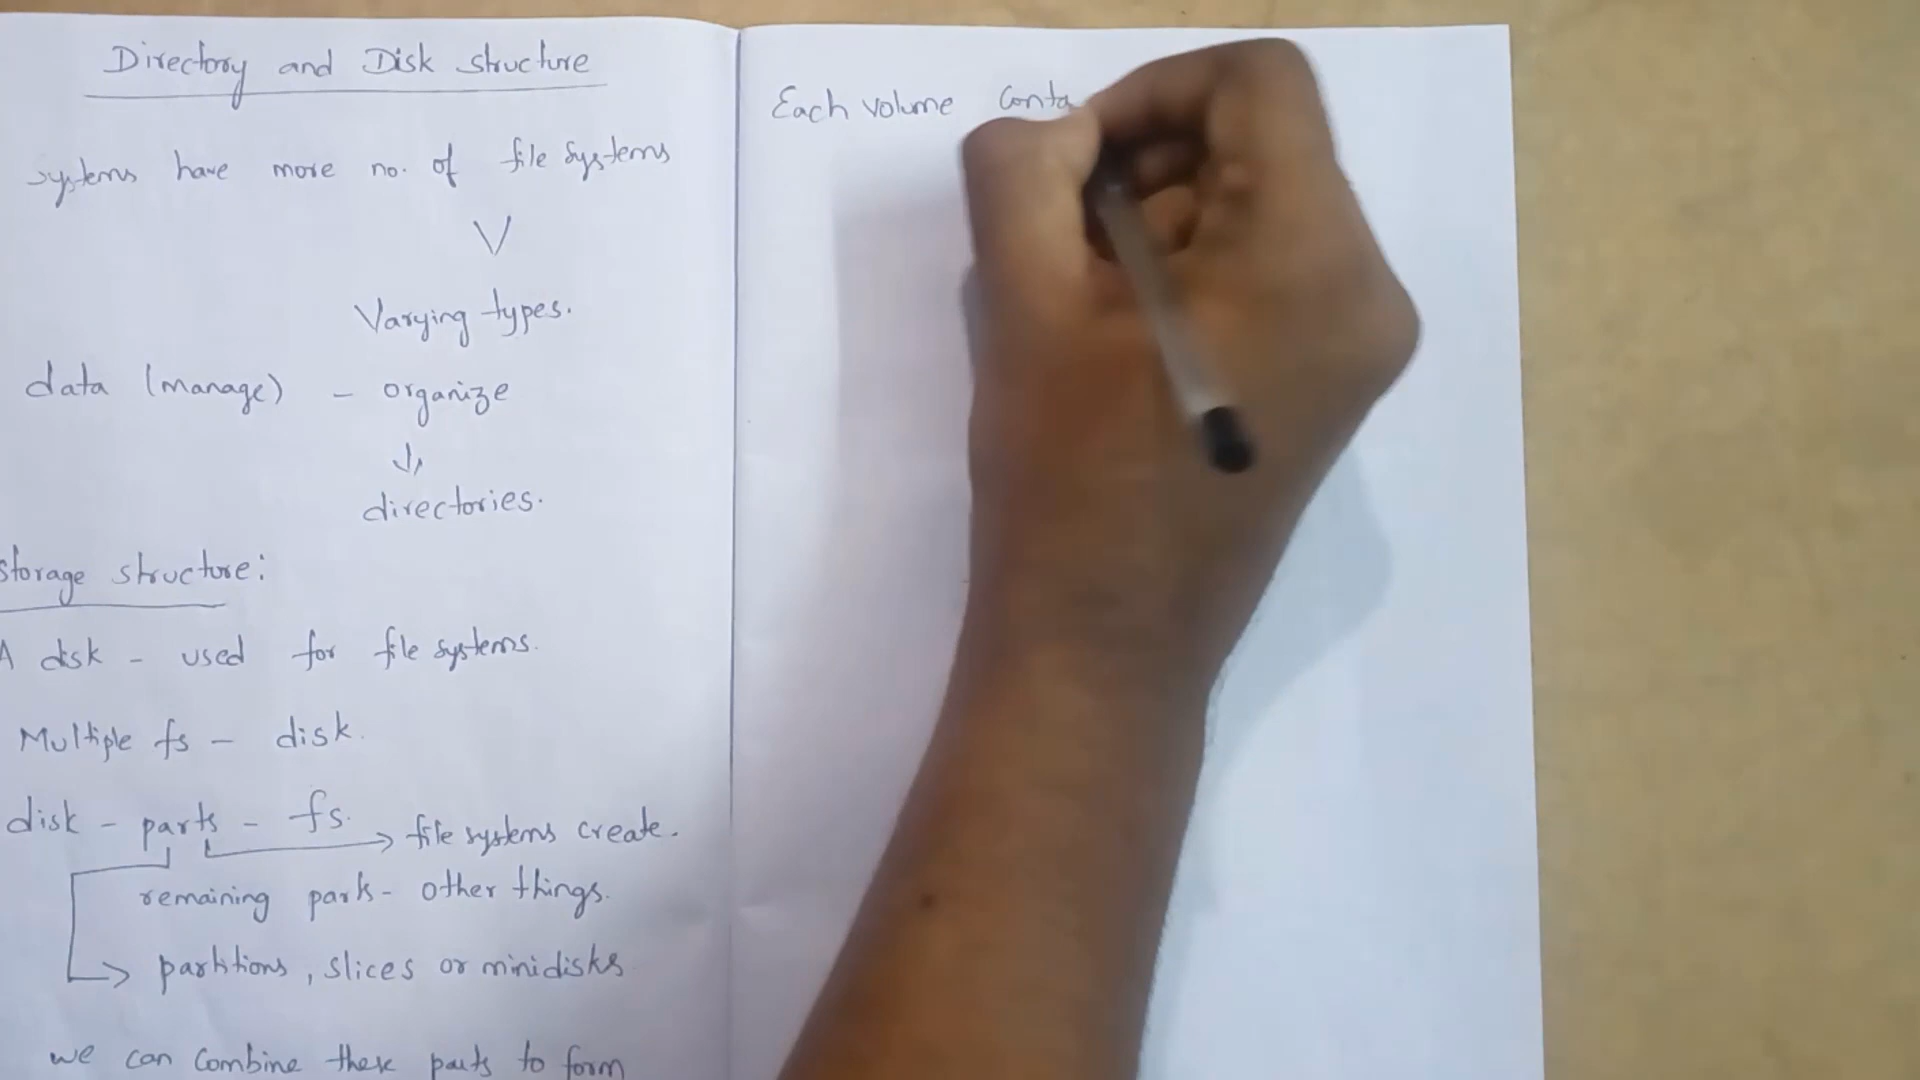 Directory and Disk structure
systems have more no. of file systems
Varying types.
data (manage) - organize
directories.
storage structure:
A disk - used for file systems.
Multiple fs - disk.
disk - parts - fs.
file systems create.
remaining parts - other things.
partitions, slices or minidisks
we can combine these parts to form
Each volume Conta